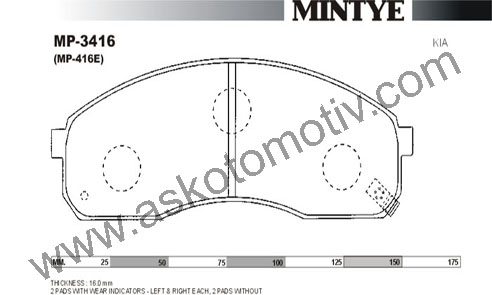 MINTYE
MP-3416
(MP-416E)
KIA
www.askotomotiv.com
MM. 25 50 75 100 125 150 175
THICKNESS : 16.0 mm
2 PADS WITH WEAR INDICATORS - LEFT & RIGHT EACH, 2 PADS WITHOUT